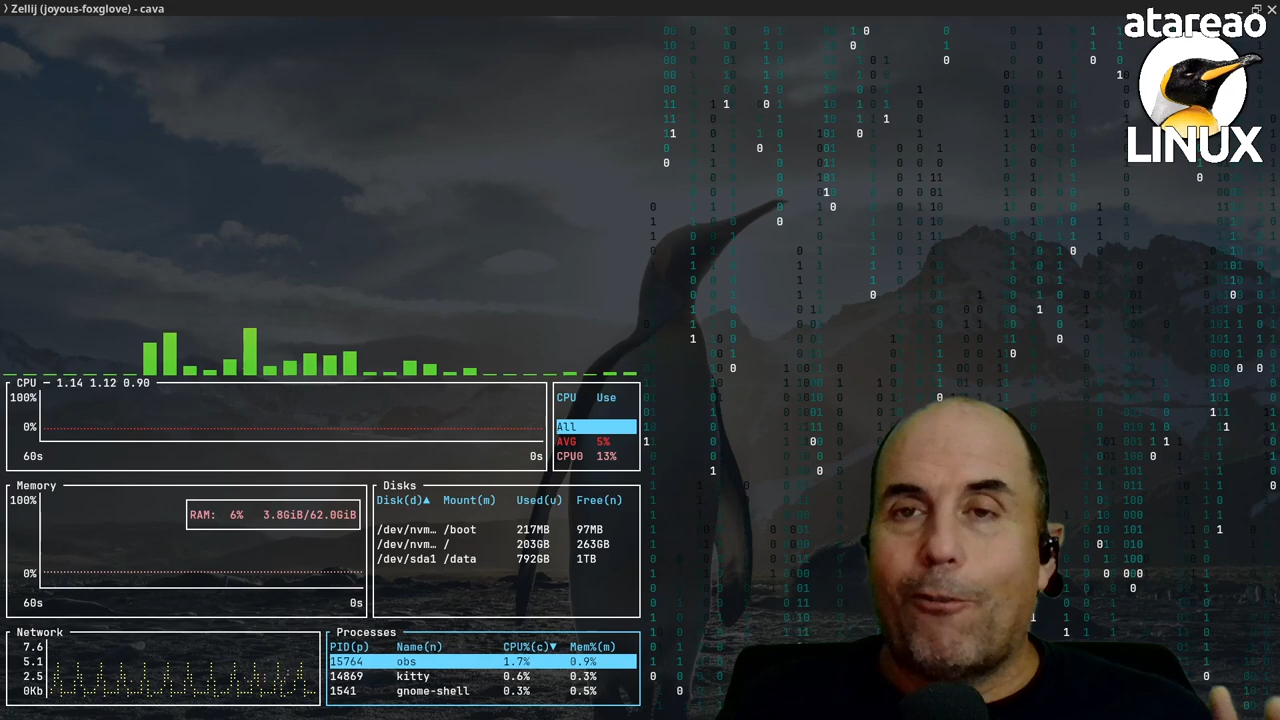 Zellij (joyous-foxglove) - cava
atareao
LINUX
CPU — 1.14 1.12 0.90
100%
0%
60s 0s
CPU Use
All
AVG 5%
CPU0 13%
Memory
100%
RAM: 6% 3.8GiB/62.0GiB
0%
60s 0s
Disks
Disk(d)▲ Mount(m) Used(u) Free(n)
/dev/nvm… /boot 217MB 97MB
/dev/nvm… / 203GB 263GB
/dev/sda1 /data 792GB 1TB
Network
7.6
5.1
2.5
0Kb
Processes
PID(p) Name(n) CPU%(c)▼ Mem%(m)
15764 obs 1.7% 0.9%
14869 kitty 0.6% 0.3%
1541 gnome-shell 0.3% 0.5%